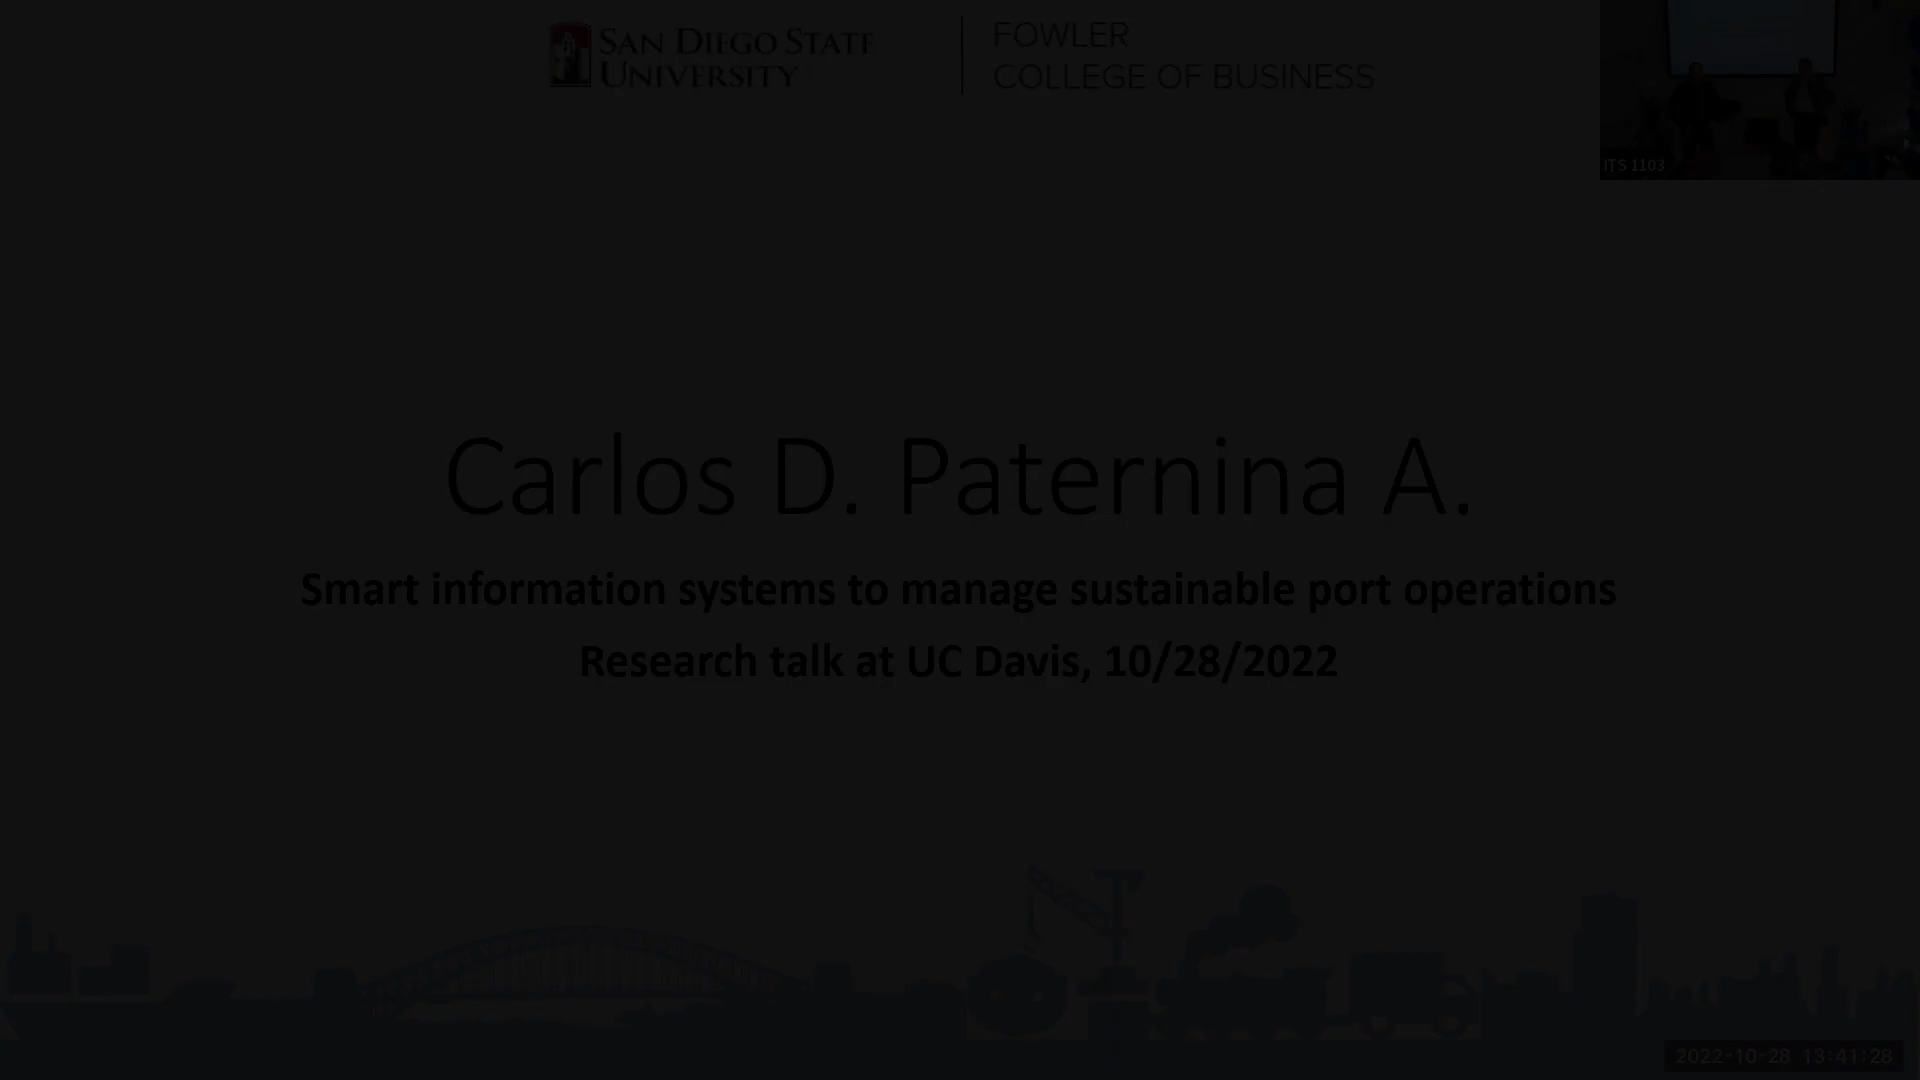 SAN DIEGO STATE
UNIVERSITY
FOWLER
COLLEGE OF BUSINESS
ITS 1103
Carlos D. Paternina A.
Smart information systems to manage sustainable port operations
Research talk at UC Davis, 10/28/2022
2022-10-28 13:41:28